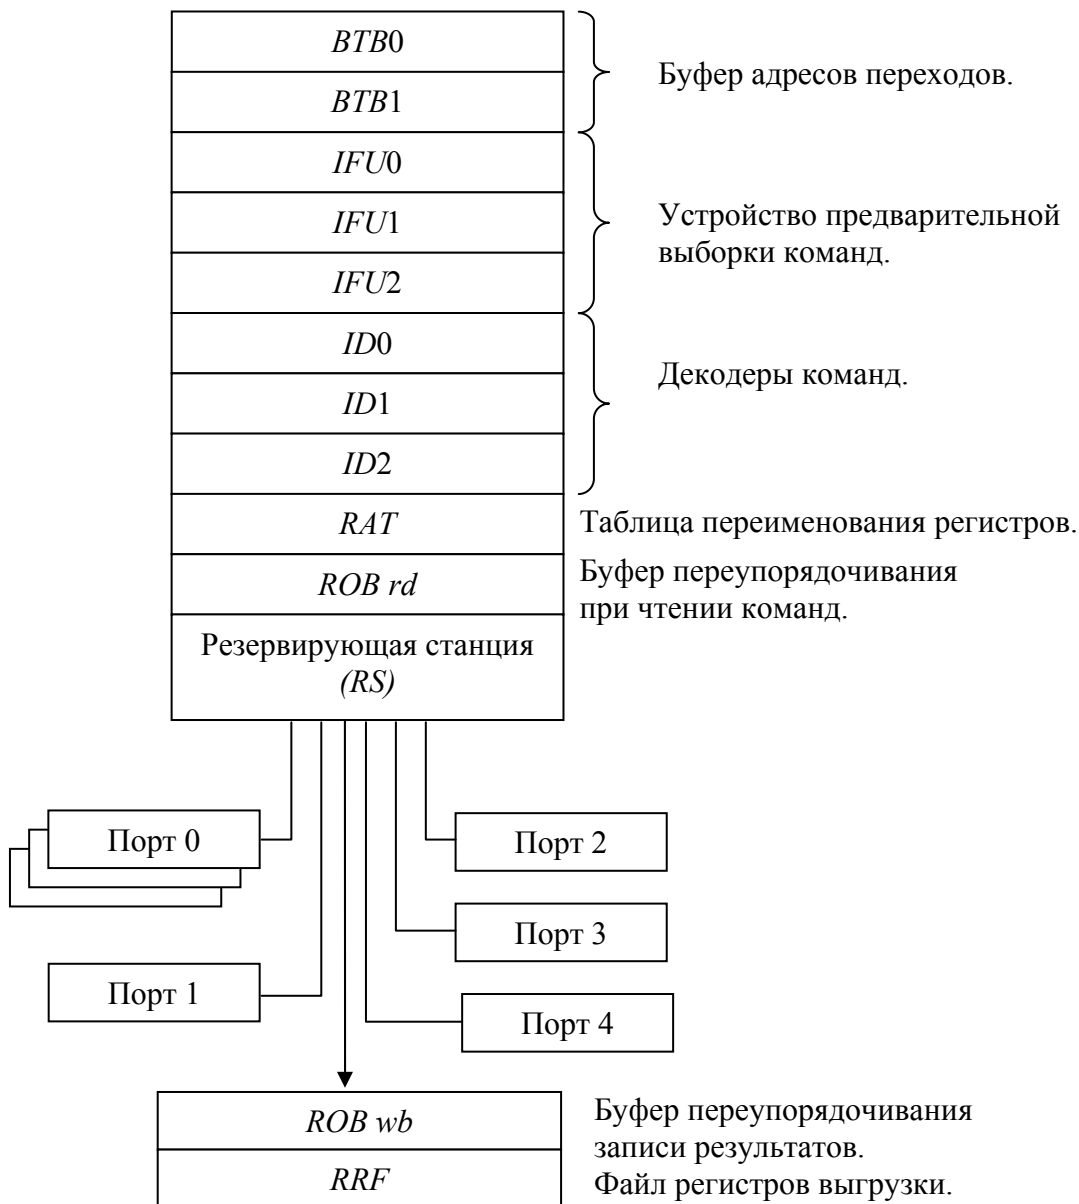 BTB0
Буфер адресов переходов.
BTB1
IFU0
IFU1
Устройство предварительной
выборки команд.
IFU2
ID0
Декодеры команд.
ID1
ID2
RAT
Таблица переименования регистров.
ROB rd
Буфер переупорядочивания
при чтении команд.
Резервирующая станция
(RS)
Порт 0
Порт 2
Порт 3
Порт 1
Порт 4
ROB wb
Буфер переупорядочивания
записи результатов.
RRF
Файл регистров выгрузки.